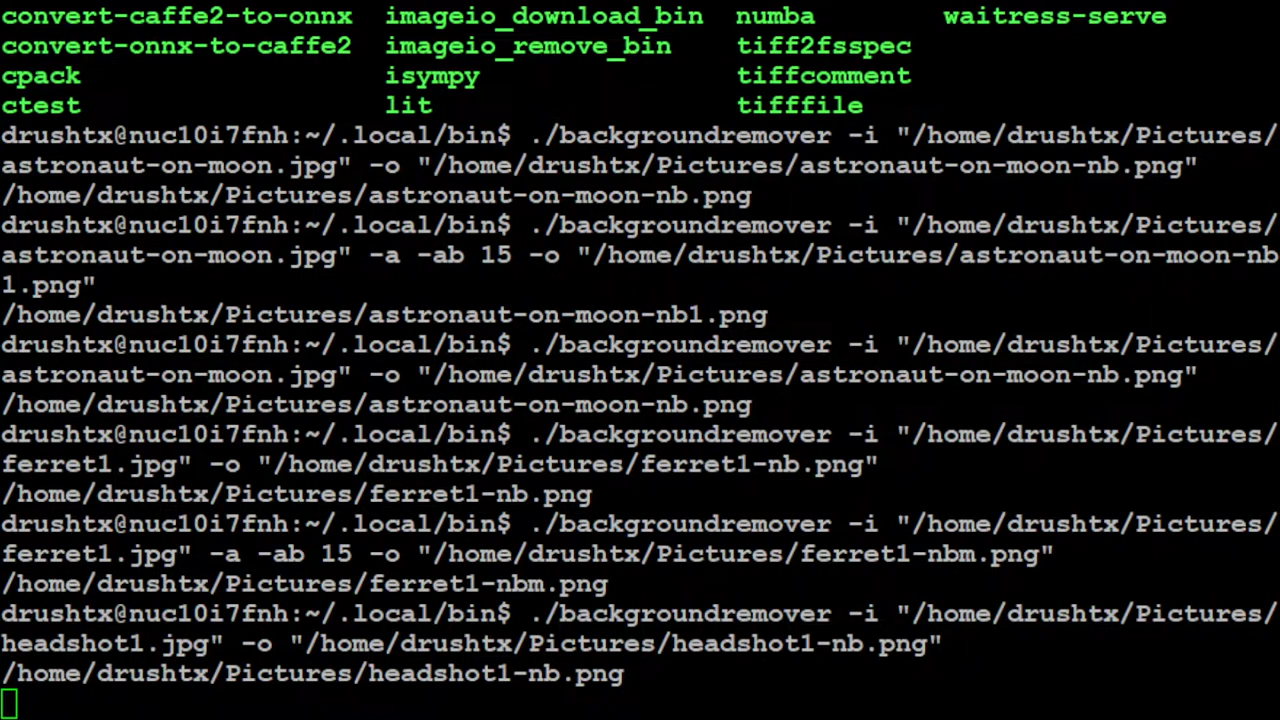 convert-caffe2-to-onnx  imageio_download_bin  numba  waitress-serve
convert-onnx-to-caffe2  imageio_remove_bin  tiff2fsspec
cpack  isympy  tiffcomment
ctest  lit  tifffile
drushtx@nuc10i7fnh:~/.local/bin$ ./backgroundremover -i "/home/drushtx/Pictures/
astronaut-on-moon.jpg" -o "/home/drushtx/Pictures/astronaut-on-moon-nb.png"
/home/drushtx/Pictures/astronaut-on-moon-nb.png
drushtx@nuc10i7fnh:~/.local/bin$ ./backgroundremover -i "/home/drushtx/Pictures/
astronaut-on-moon.jpg" -a -ab 15 -o "/home/drushtx/Pictures/astronaut-on-moon-nb
1.png"
/home/drushtx/Pictures/astronaut-on-moon-nb1.png
drushtx@nuc10i7fnh:~/.local/bin$ ./backgroundremover -i "/home/drushtx/Pictures/
astronaut-on-moon.jpg" -o "/home/drushtx/Pictures/astronaut-on-moon-nb.png"
/home/drushtx/Pictures/astronaut-on-moon-nb.png
drushtx@nuc10i7fnh:~/.local/bin$ ./backgroundremover -i "/home/drushtx/Pictures/
ferret1.jpg" -o "/home/drushtx/Pictures/ferret1-nb.png"
/home/drushtx/Pictures/ferret1-nb.png
drushtx@nuc10i7fnh:~/.local/bin$ ./backgroundremover -i "/home/drushtx/Pictures/
ferret1.jpg" -a -ab 15 -o "/home/drushtx/Pictures/ferret1-nbm.png"
/home/drushtx/Pictures/ferret1-nbm.png
drushtx@nuc10i7fnh:~/.local/bin$ ./backgroundremover -i "/home/drushtx/Pictures/
headshot1.jpg" -o "/home/drushtx/Pictures/headshot1-nb.png"
/home/drushtx/Pictures/headshot1-nb.png